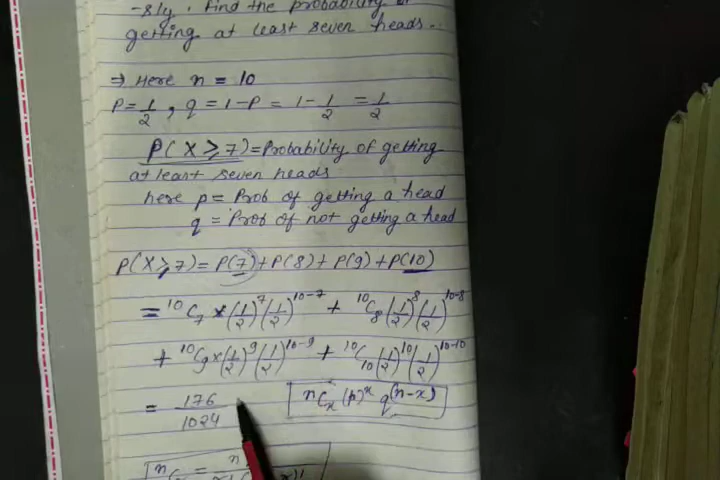 -sly. Find the probability of
getting at least seven heads.
⇒ Here n = 10
P = 1/2, q = 1-P = 1 - 1/2 = 1/2
P(X ≥ 7) = Probability of getting
at least seven heads
here p = Prob of getting a head
q = Prob of not getting a head
P(X ≥ 7) = P(7) + P(8) + P(9) + P(10)
= ¹⁰C₇ × (1/2)⁷ (1/2)¹⁰⁻⁷ + ¹⁰C₈ (1/2)⁸ (1/2)¹⁰⁻⁸
+ ¹⁰C₉ × (1/2)⁹ (1/2)¹⁰⁻⁹ + ¹⁰C₁₀ (1/2)¹⁰ (1/2)¹⁰⁻¹⁰
= 176/1024 ⁿCₓ (p)ˣ q⁽ⁿ⁻ˣ⁾